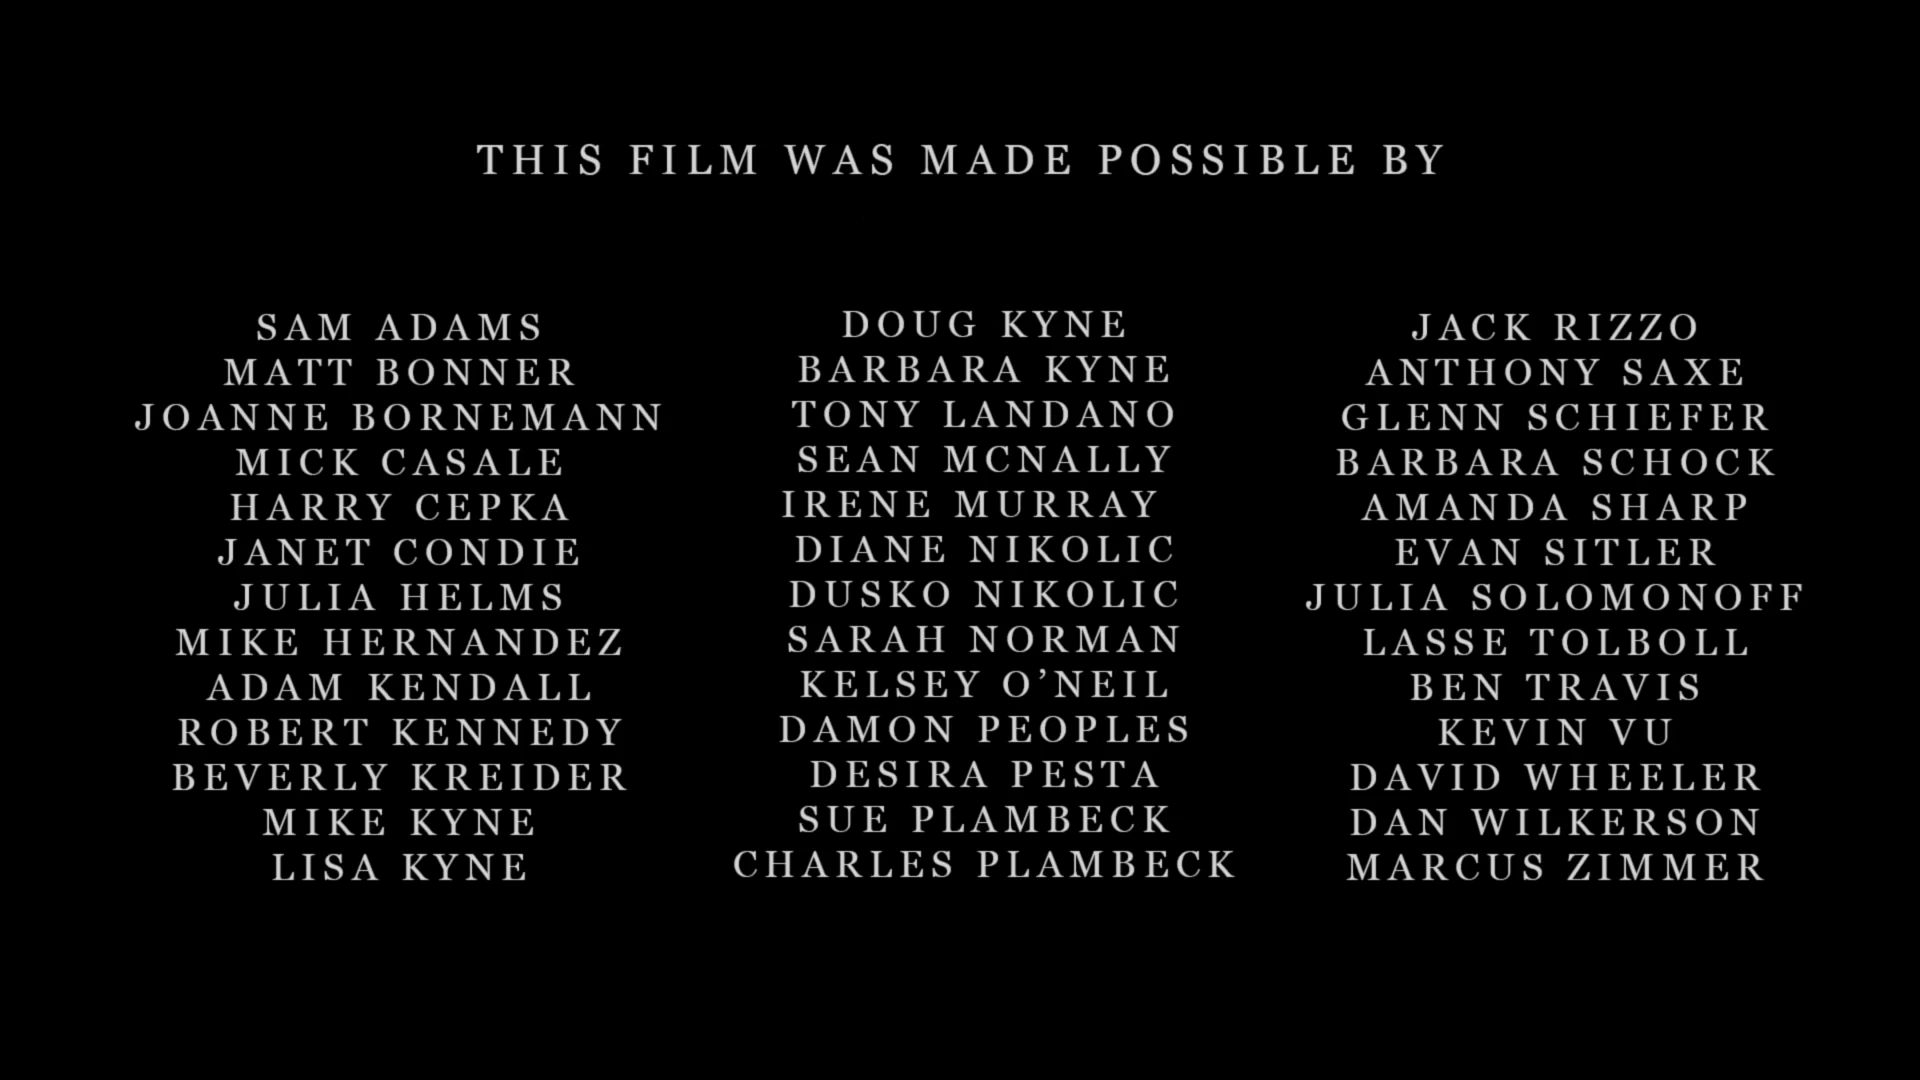 THIS FILM WAS MADE POSSIBLE BY
SAM ADAMS
MATT BONNER
JOANNE BORNEMANN
MICK CASALE
HARRY CEPKA
JANET CONDIE
JULIA HELMS
MIKE HERNANDEZ
ADAM KENDALL
ROBERT KENNEDY
BEVERLY KREIDER
MIKE KYNE
LISA KYNE
DOUG KYNE
BARBARA KYNE
TONY LANDANO
SEAN MCNALLY
IRENE MURRAY
DIANE NIKOLIC
DUSKO NIKOLIC
SARAH NORMAN
KELSEY O’NEIL
DAMON PEOPLES
DESIRA PESTA
SUE PLAMBECK
CHARLES PLAMBECK
JACK RIZZO
ANTHONY SAXE
GLENN SCHIEFER
BARBARA SCHOCK
AMANDA SHARP
EVAN SITLER
JULIA SOLOMONOFF
LASSE TOLBOLL
BEN TRAVIS
KEVIN VU
DAVID WHEELER
DAN WILKERSON
MARCUS ZIMMER